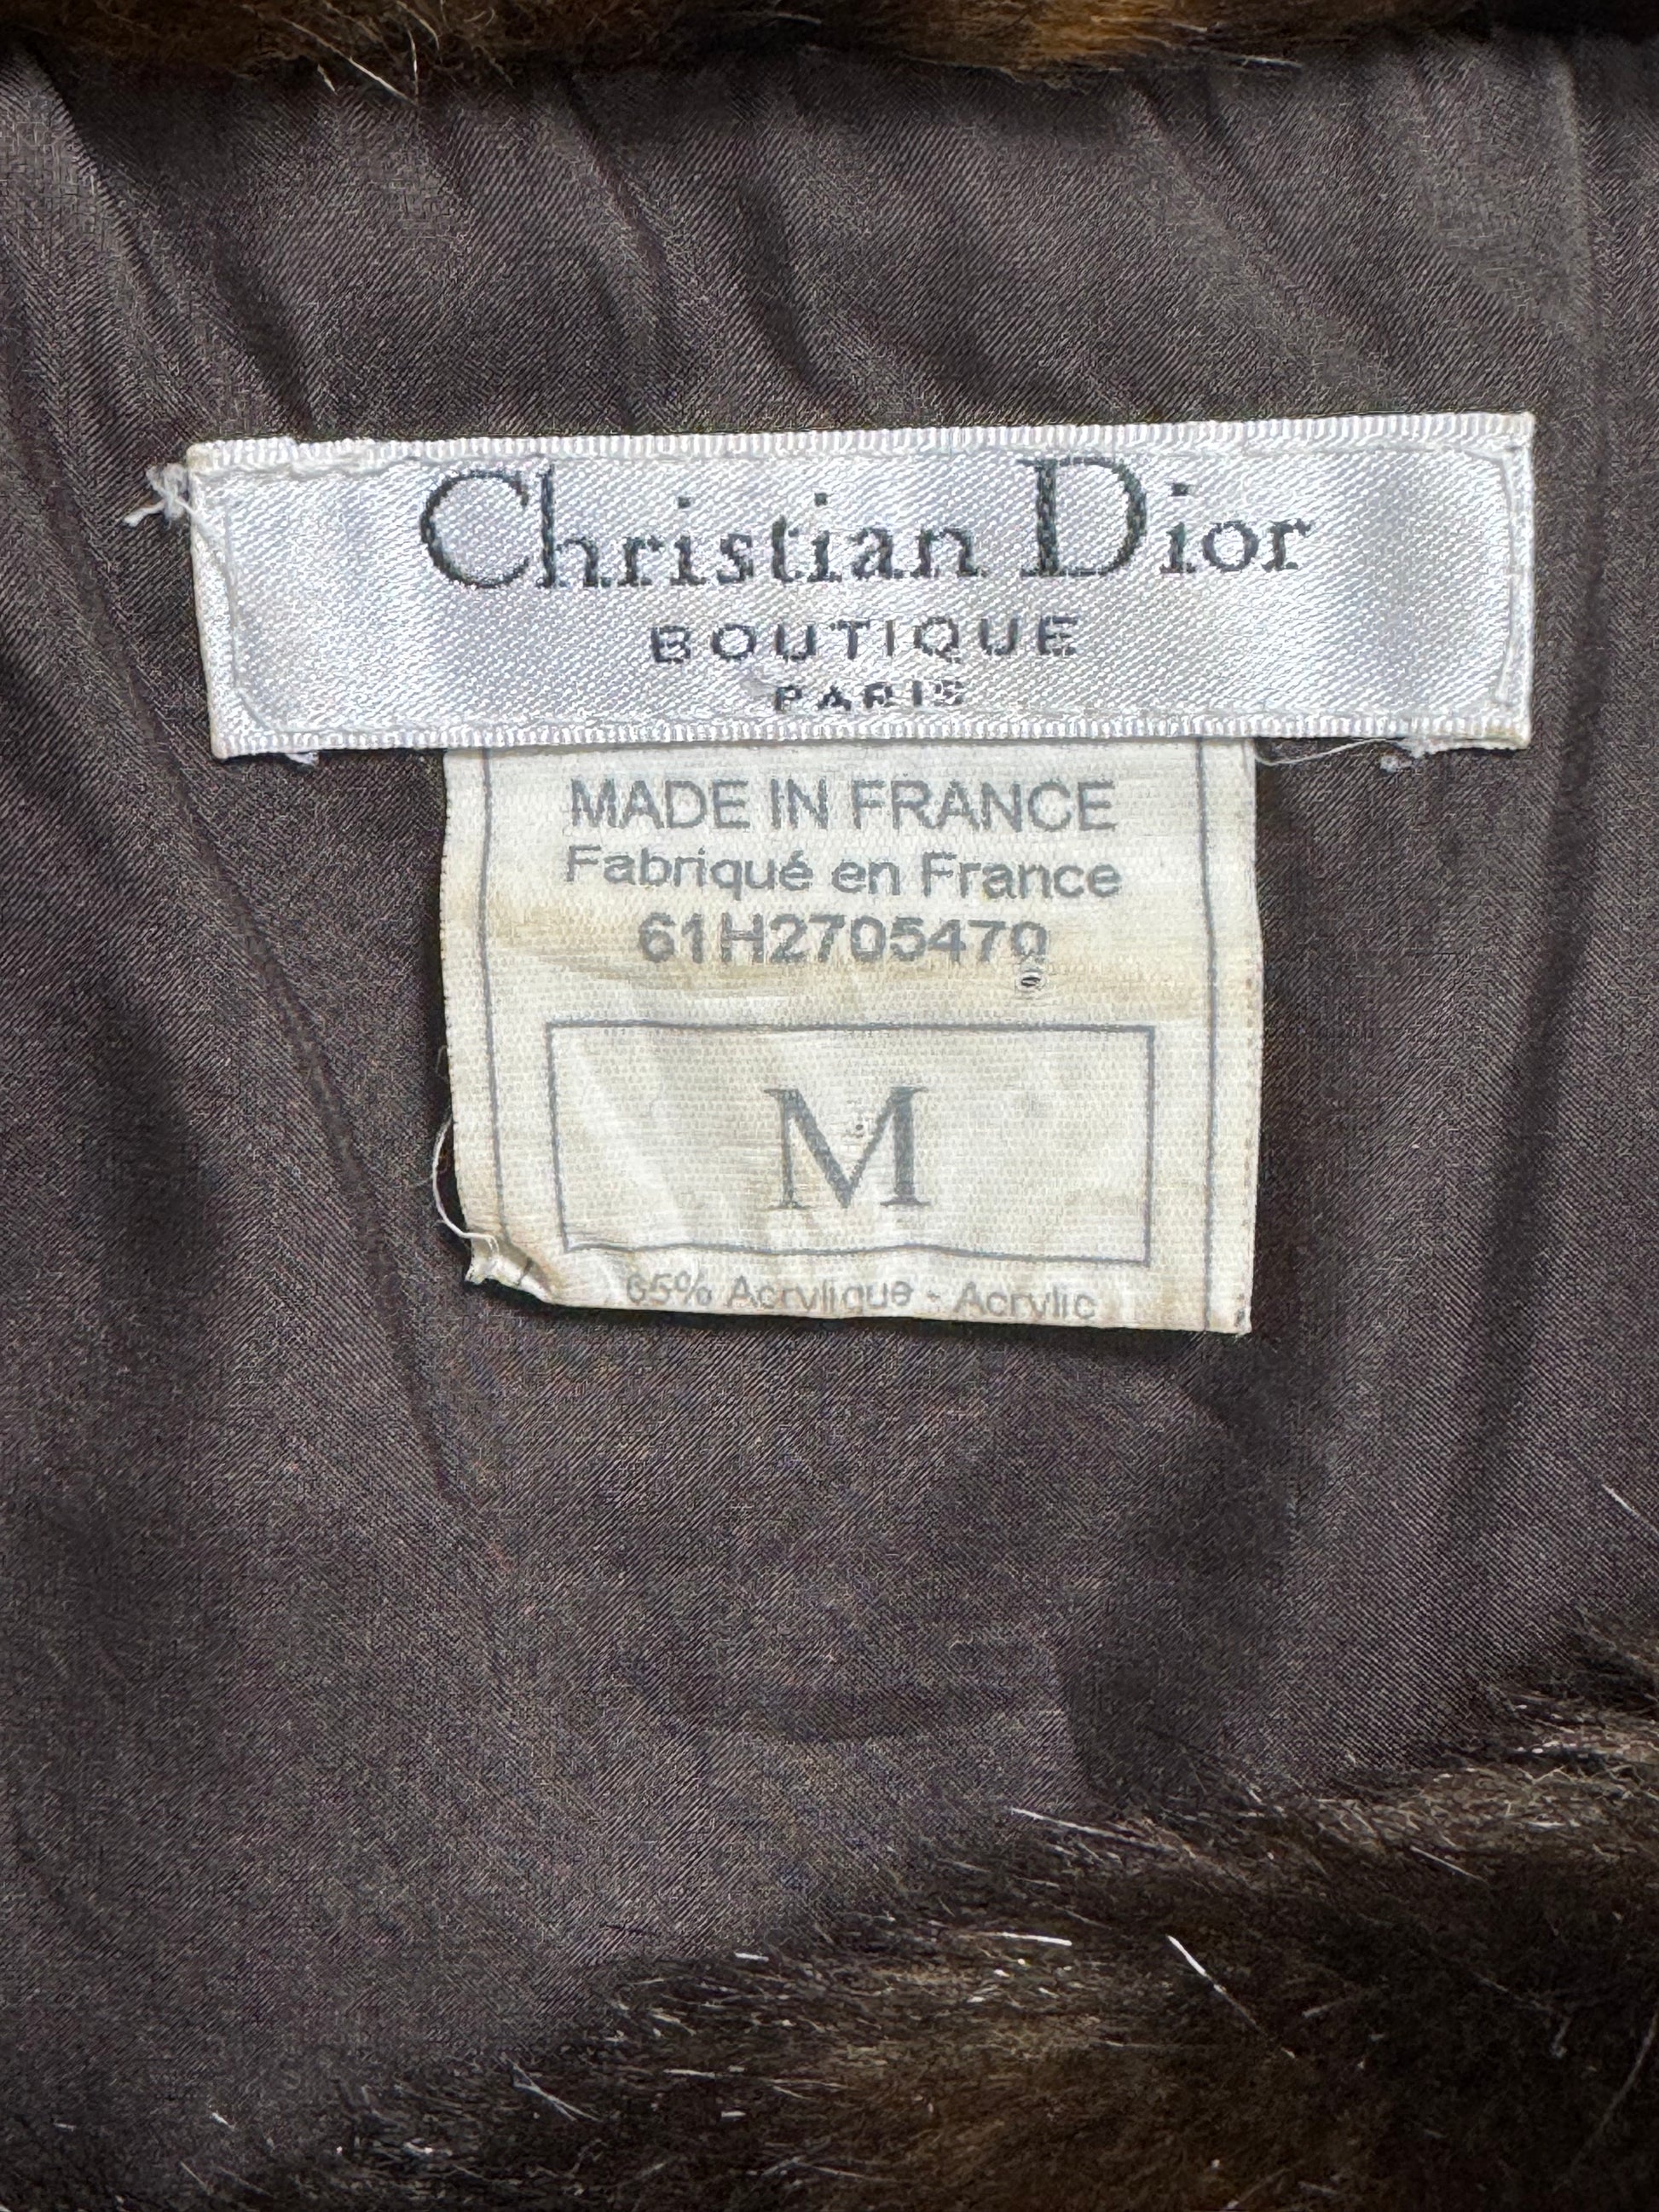 Christian Dior
BOUTIQUE
PARIS
MADE IN FRANCE
Fabriqué en France
61H2705470
M
65% Acrylique - Acrylic